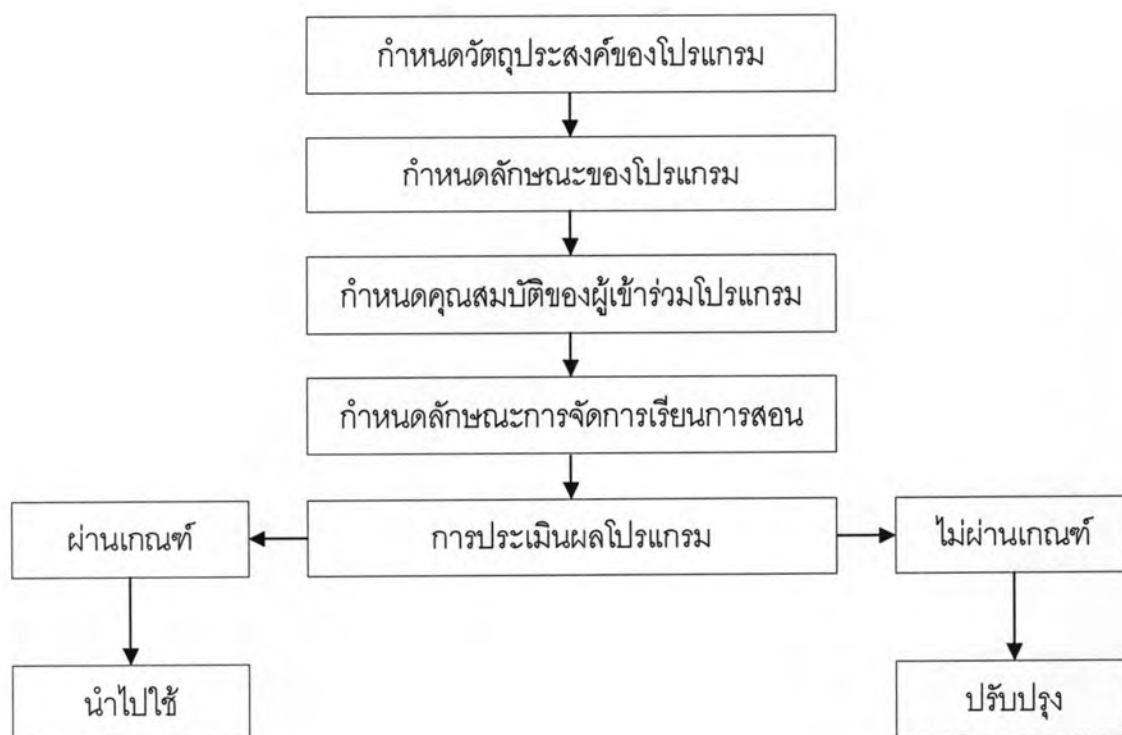 กำหนดวัตถุประสงค์ของโปรแกรม
กำหนดลักษณะของโปรแกรม
กำหนดคุณสมบัติของผู้เข้าร่วมโปรแกรม
กำหนดลักษณะการจัดการเรียนการสอน
ผ่านเกณฑ์
การประเมินผลโปรแกรม
ไม่ผ่านเกณฑ์
นำไปใช้
ปรับปรุง